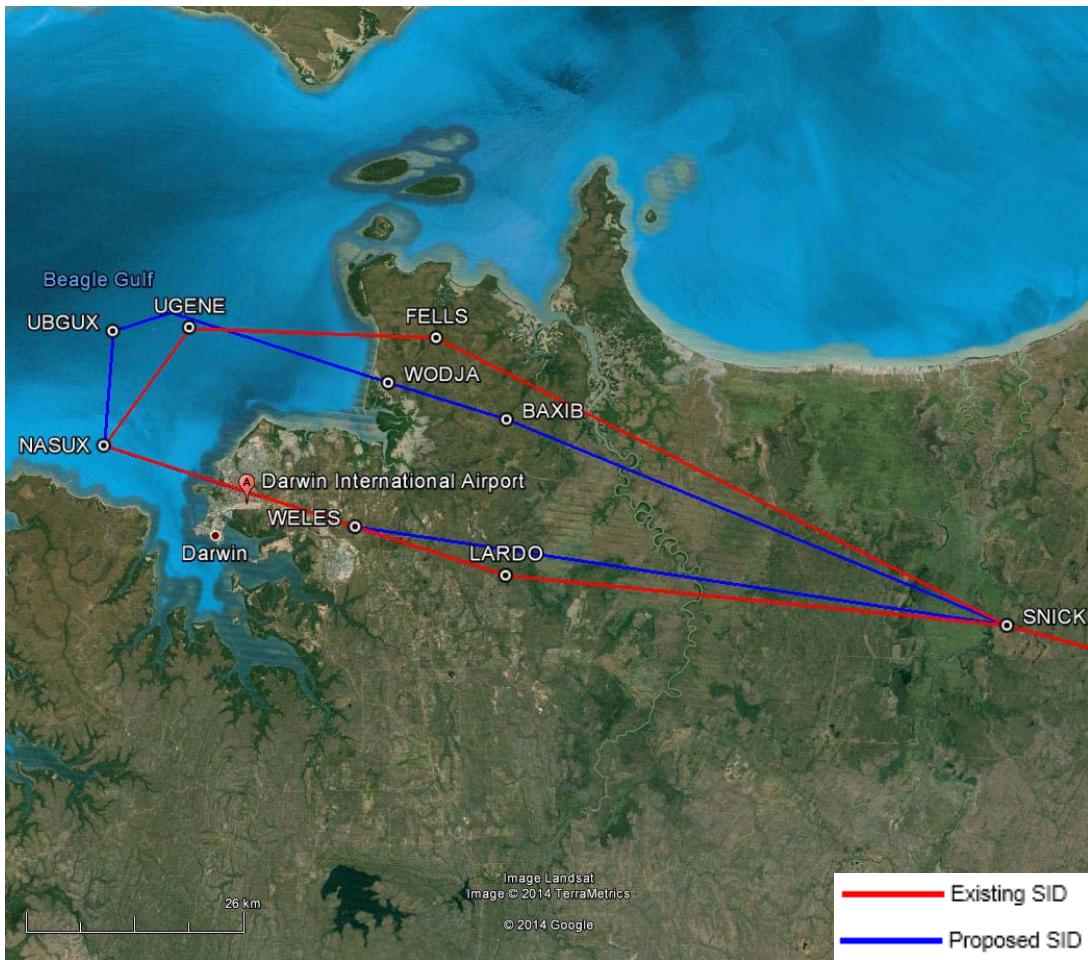 Beagle Gulf
UGENE
UBGUX
FELLS
WODJA
BAXIB
NASUX
A
Darwin International Airport
WELES
Darwin
LARDO
SNICK
Image Landsat
Image © 2014 TerraMetrics
26 km
© 2014 Google
Existing SID
Proposed SID